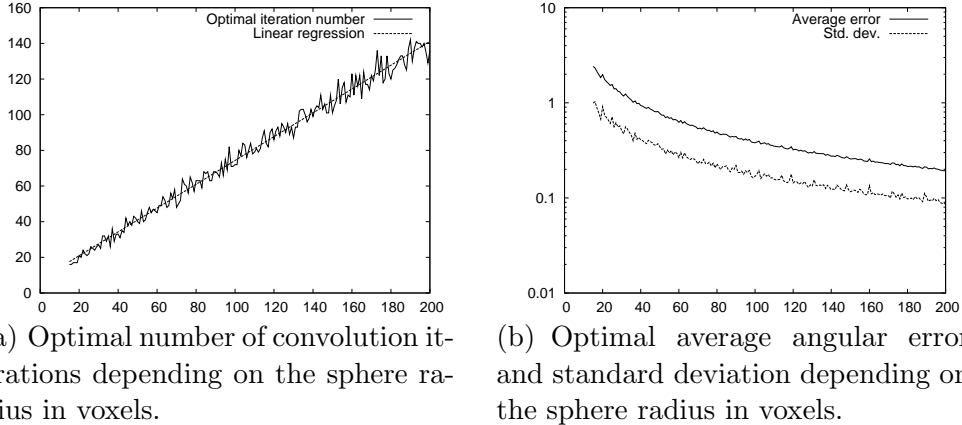 160
140
120
100
80
60
40
20
0
0 20 40 60 80 100 120 140 160 180 200
Optimal iteration number
Linear regression
10
1
0.1
0.01
0 20 40 60 80 100 120 140 160 180 200
Average error
Std. dev.
) Optimal number of convolution it-
rations depending on the sphere ra-
ius in voxels.
(b) Optimal average angular error
and standard deviation depending on
the sphere radius in voxels.